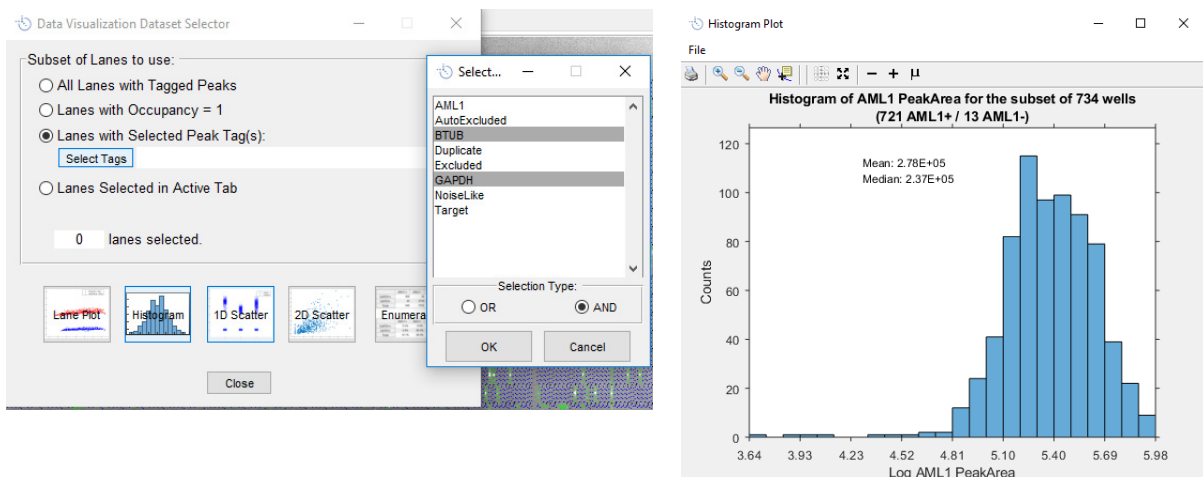 Data Visualization Dataset Selector
Subset of Lanes to use:
All Lanes with Tagged Peaks
Lanes with Occupancy = 1
Lanes with Selected Peak Tag(s):
Select Tags
Lanes Selected in Active Tab
0 lanes selected.
Lane Plot
Histogram
1D Scatter
2D Scatter
Enumera
Close
Select...
AML1
AutoExcluded
BTUB
Duplicate
Excluded
GAPDH
NoiseLike
Target
Selection Type:
OR
AND
OK
Cancel
Histogram Plot
File
Histogram of AML1 PeakArea for the subset of 734 wells
(721 AML1+ / 13 AML1-)
Mean: 2.78E+05
Median: 2.37E+05
Counts
120
100
80
60
40
20
0
3.64 3.93 4.23 4.52 4.81 5.10 5.40 5.69 5.98
Log AML1 PeakArea